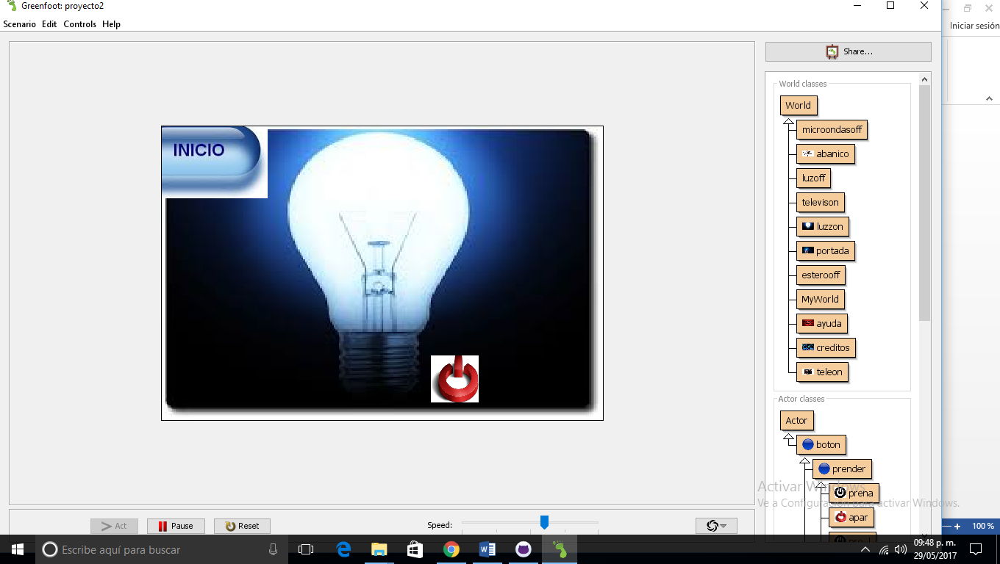 Greenfoot: proyecto2
Scenario Edit Controls Help
Iniciar sesión
Share...
World classes
World
microondasoff
abanico
luzoff
televison
luzzon
portada
esterooff
MyWorld
ayuda
creditos
teleon
INICIO
Actor classes
Actor
boton
prender
prena
apar
Activar Windows
Ve a Configuración para activar Windows.
Act
Pause
Reset
Speed:
100 %
Escribe aquí para buscar
09:48 p. m.
29/05/2017